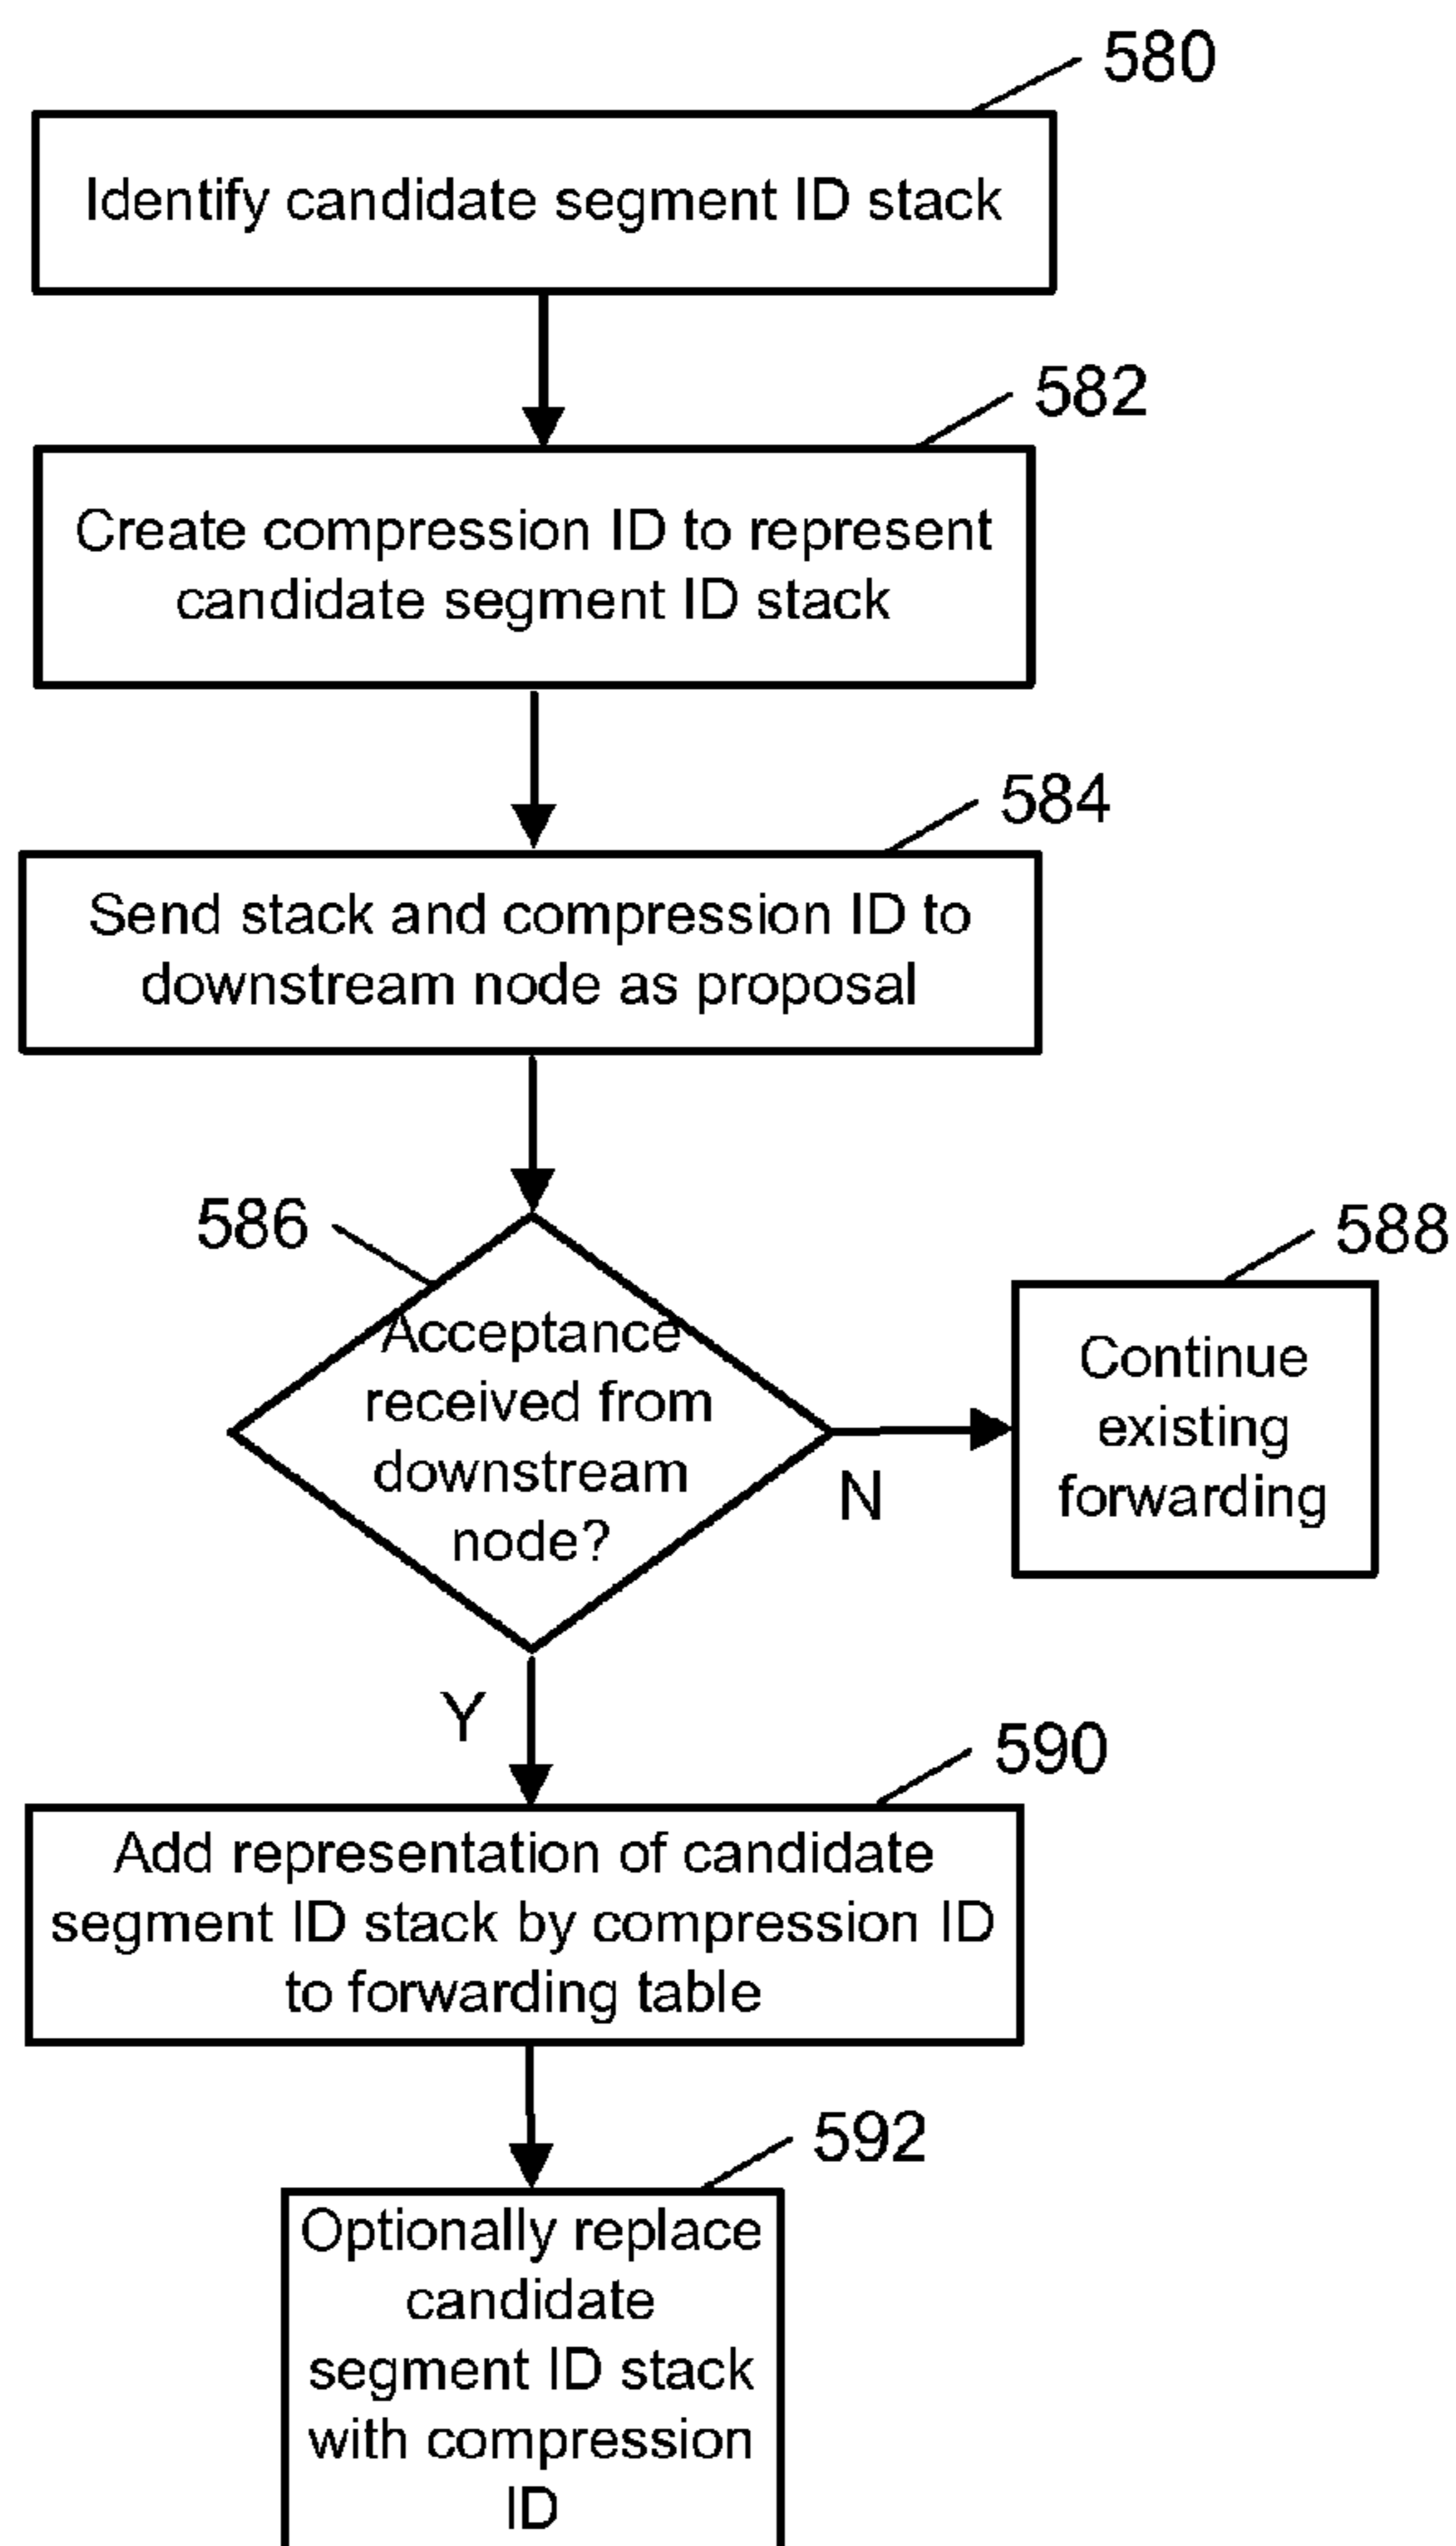 580
Identify candidate segment ID stack
582
Create compression ID to represent
candidate segment ID stack
584
Send stack and compression ID to
downstream node as proposal
586
Acceptance
received from
downstream
node?
N
588
Continue
existing
forwarding
Y
590
Add representation of candidate
segment ID stack by compression ID
to forwarding table
592
Optionally replace
candidate
segment ID stack
with compression
ID